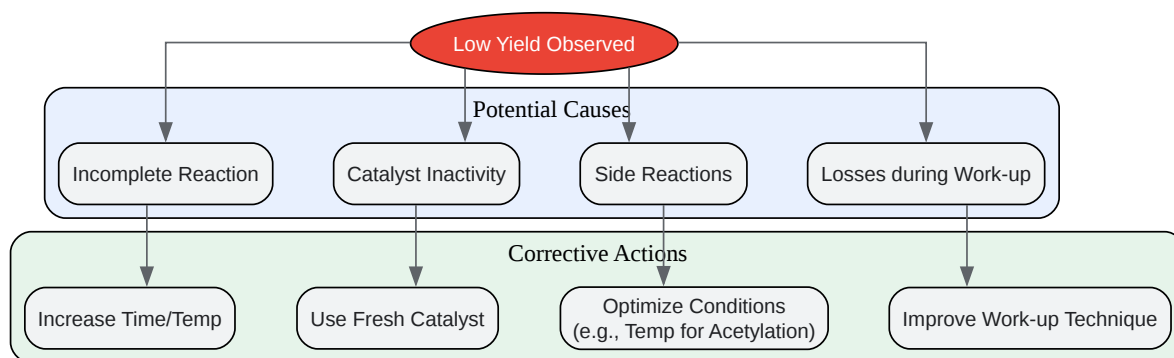 Low Yield Observed
Potential Causes
Incomplete Reaction
Catalyst Inactivity
Side Reactions
Losses during Work-up
Corrective Actions
Increase Time/Temp
Use Fresh Catalyst
Optimize Conditions
(e.g., Temp for Acetylation)
Improve Work-up Technique